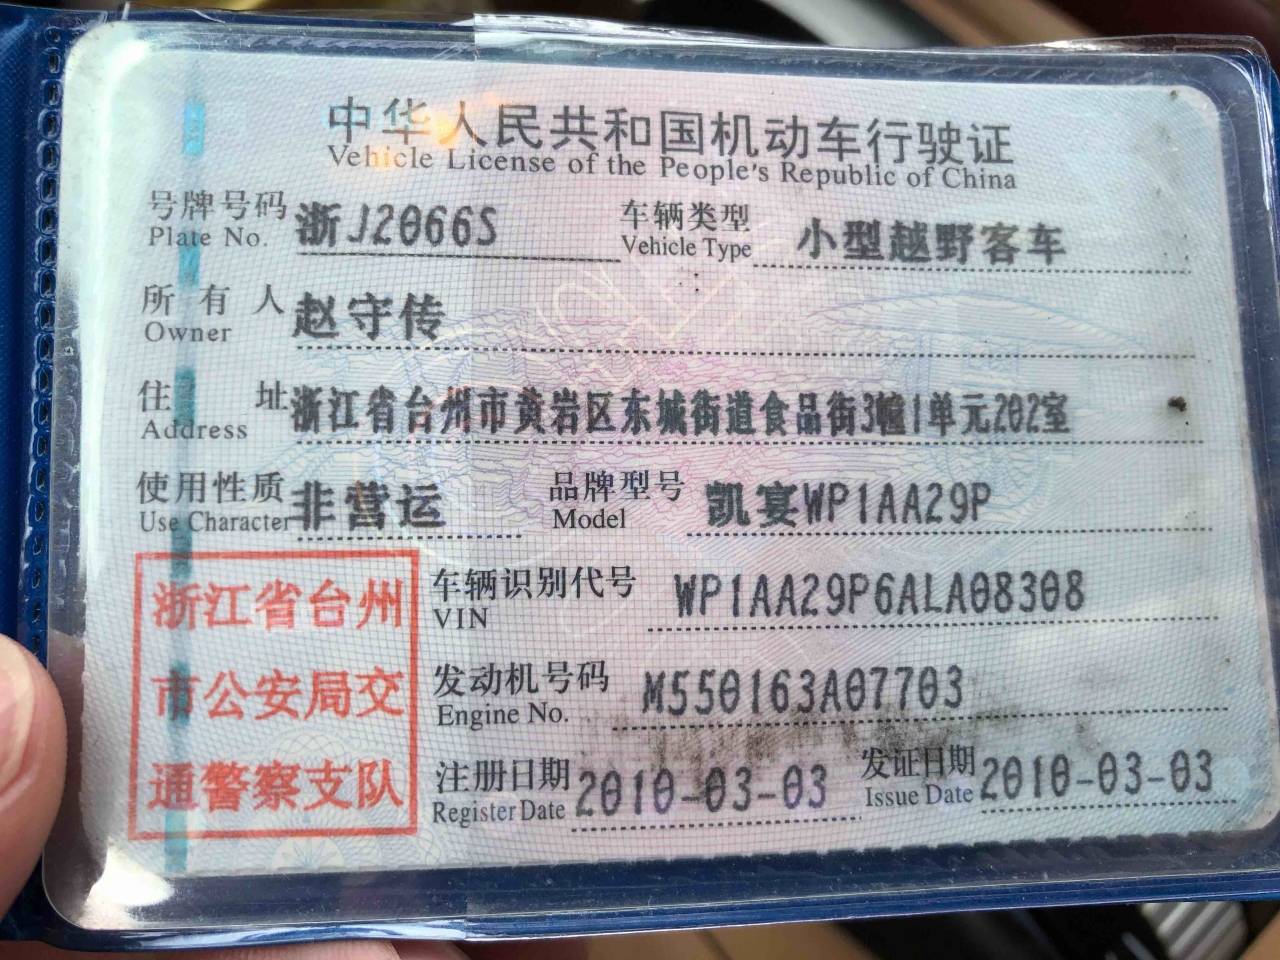 中华人民共和国机动车行驶证
Vehicle License of the People's Republic of China
号牌号码 浙J2066S 车辆类型 小型越野客车
Plate No. Vehicle Type
所有人 赵守传
Owner
住址 浙江省台州市黄岩区东城街道食品街3幢1单元202室
Address
使用性质 非营运 品牌型号 凯宴WP1AA29P
Use Character Model
浙江省台州
市公安局交
通警察支队
车辆识别代号 WP1AA29P6ALA08308
VIN
发动机号码 M550163A07703
Engine No.
注册日期 2010-03-03 发证日期 2010-03-03
Register Date Issue Date